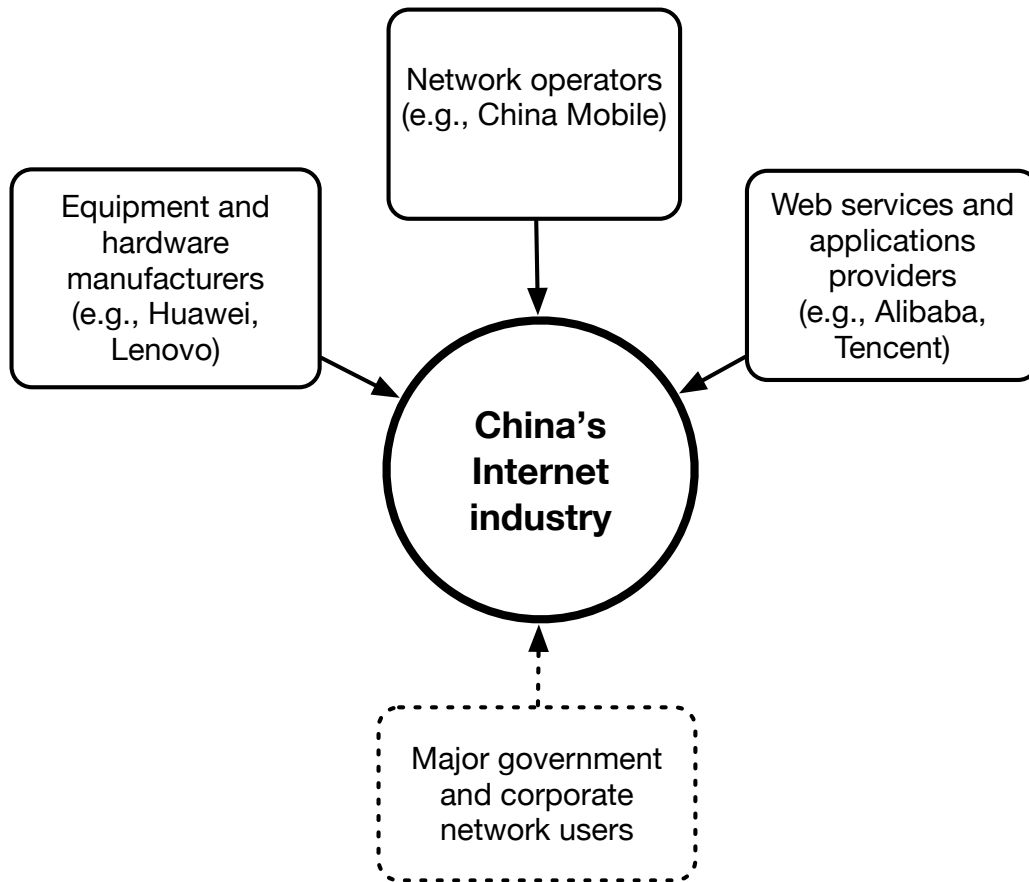 Network operators
(e.g., China Mobile)
Equipment and
hardware
manufacturers
(e.g., Huawei,
Lenovo)
Web services and
applications
providers
(e.g., Alibaba,
Tencent)
China’s
Internet
industry
Major government
and corporate
network users